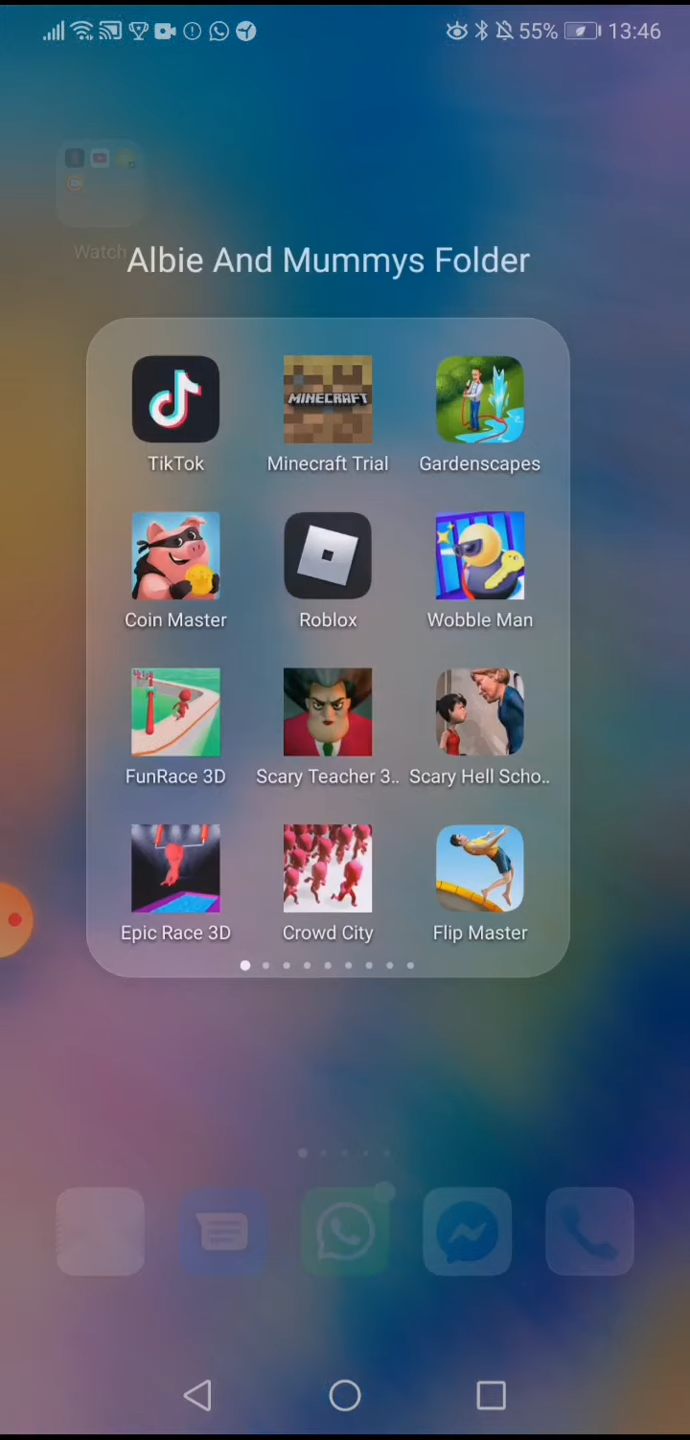 55% 13:46
Watch
Albie And Mummys Folder
MINECRAFT
TikTok Minecraft Trial Gardenscapes
Coin Master Roblox Wobble Man
FunRace 3D Scary Teacher 3.. Scary Hell Scho..
Epic Race 3D Crowd City Flip Master